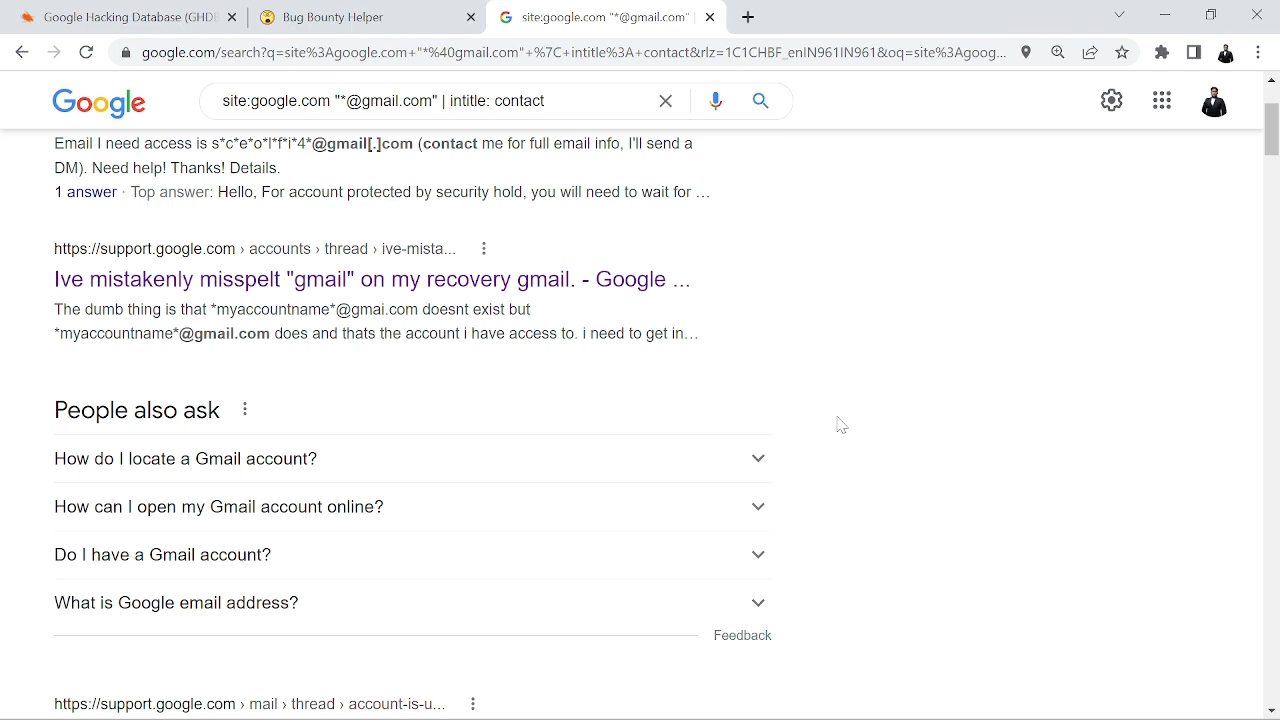 Google Hacking Database (GHDB
Bug Bounty Helper
site:google.com "*@gmail.com" |
google.com/search?q=site%3Agoogle.com+"*%40gmail.com"+%7C+intitle%3A+contact&rlz=1C1CHBF_enIN961IN961&oq=site%3Agoog...
Google
site:google.com "*@gmail.com" | intitle: contact
Email I need access is s*c*e*o*l*f*i*4*@gmail[.]com (contact me for full email info, I'll send a
DM). Need help! Thanks! Details.
1 answer · Top answer: Hello, For account protected by security hold, you will need to wait for ...
https://support.google.com › accounts › thread › ive-mista...
Ive mistakenly misspelt "gmail" on my recovery gmail. - Google ...
The dumb thing is that *myaccountname*@gmai.com doesnt exist but
*myaccountname*@gmail.com does and thats the account i have access to. i need to get in...
People also ask
How do I locate a Gmail account?
How can I open my Gmail account online?
Do I have a Gmail account?
What is Google email address?
Feedback
https://support.google.com › mail › thread › account-is-u...